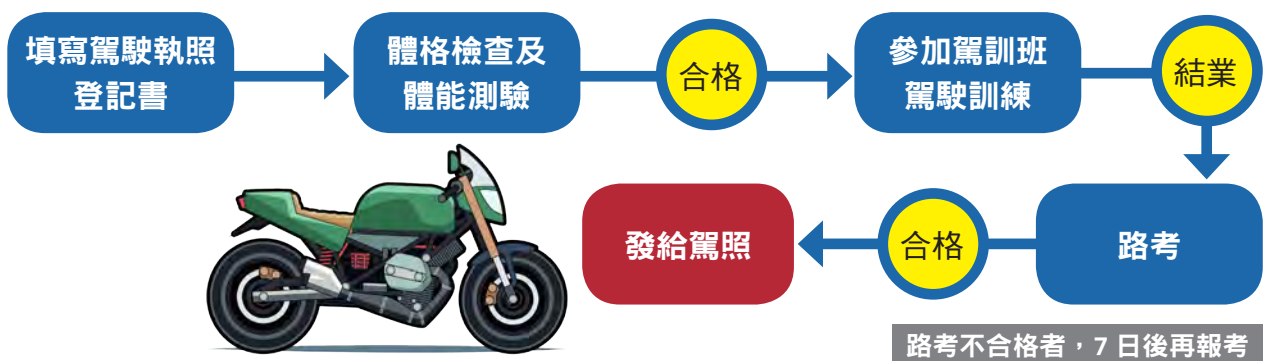 填寫駕駛執照
登記書
體格檢查及
體能測驗
合格
參加駕訓班
駕駛訓練
結業
路考
合格
發給駕照
路考不合格者，7 日後再報考